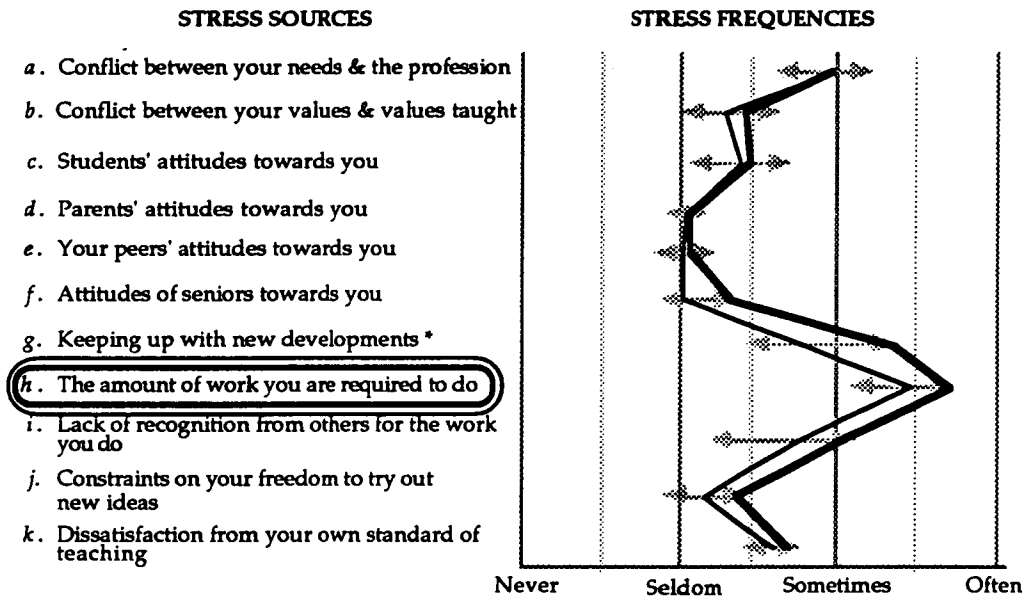 STRESS SOURCES
STRESS FREQUENCIES
a. Conflict between your needs & the profession
b. Conflict between your values & values taught
c. Students' attitudes towards you
d. Parents' attitudes towards you
e. Your peers' attitudes towards you
f. Attitudes of seniors towards you
g. Keeping up with new developments *
h. The amount of work you are required to do
i. Lack of recognition from others for the work
you do
j. Constraints on your freedom to try out
new ideas
k. Dissatisfaction from your own standard of
teaching
Never
Seldom
Sometimes
Often